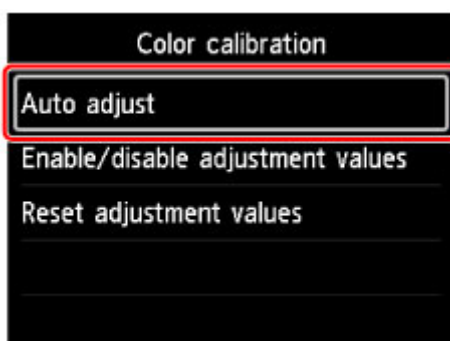 Color calibration
Auto adjust
Enable/disable adjustment values
Reset adjustment values